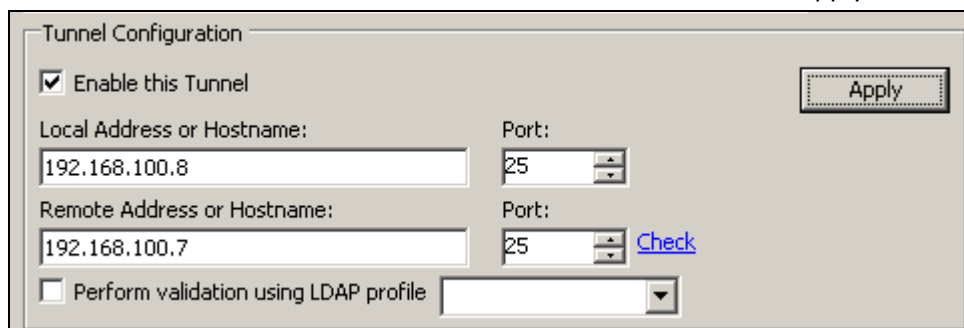 Tunnel Configuration
Enable this Tunnel
Apply
Local Address or Hostname: Port:
192.168.100.8 25
Remote Address or Hostname: Port:
192.168.100.7 25 Check
Perform validation using LDAP profile